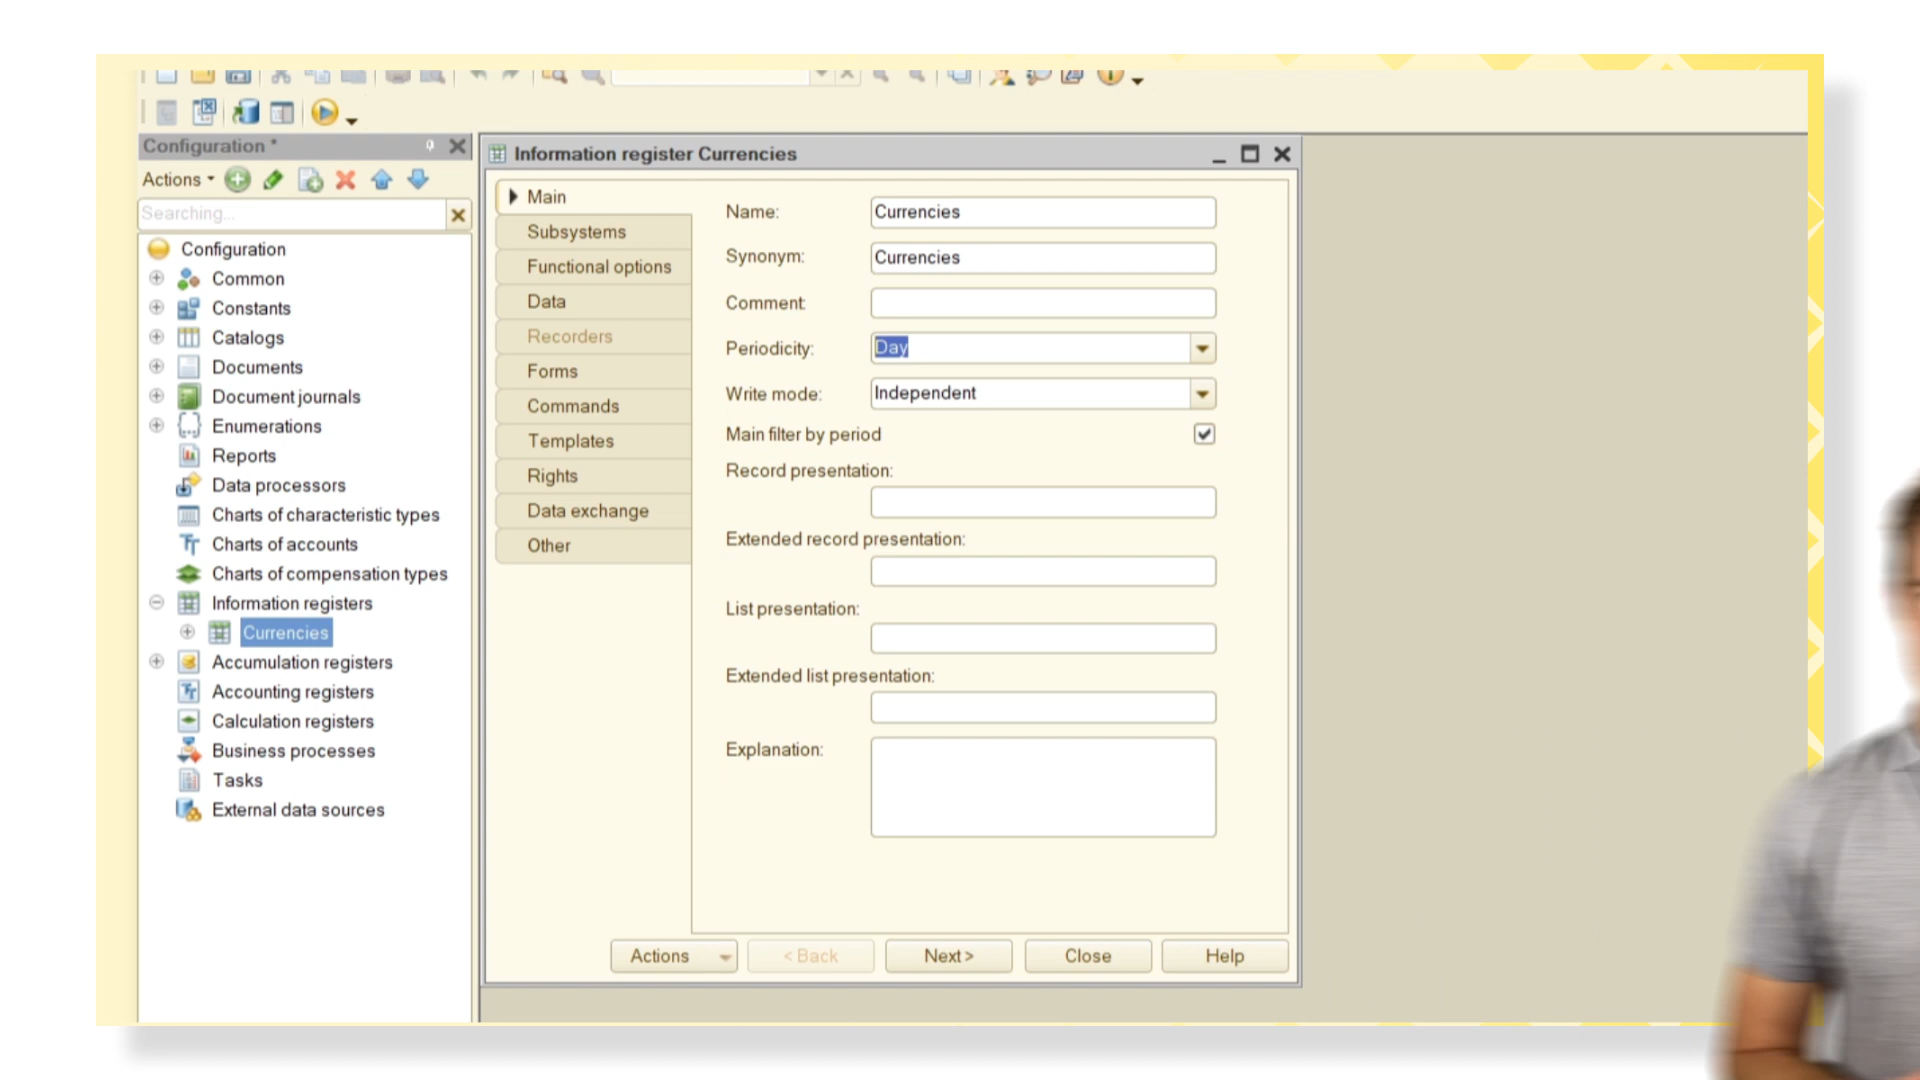 Configuration *
Actions
Searching...
Configuration
Common
Constants
Catalogs
Documents
Document journals
Enumerations
Reports
Data processors
Charts of characteristic types
Charts of accounts
Charts of compensation types
Information registers
Currencies
Accumulation registers
Accounting registers
Calculation registers
Business processes
Tasks
External data sources
Information register Currencies
Main
Subsystems
Functional options
Data
Recorders
Forms
Commands
Templates
Rights
Data exchange
Other
Name: Currencies
Synonym: Currencies
Comment:
Periodicity: Day
Write mode: Independent
Main filter by period
Record presentation:
Extended record presentation:
List presentation:
Extended list presentation:
Explanation:
Actions < Back Next > Close Help